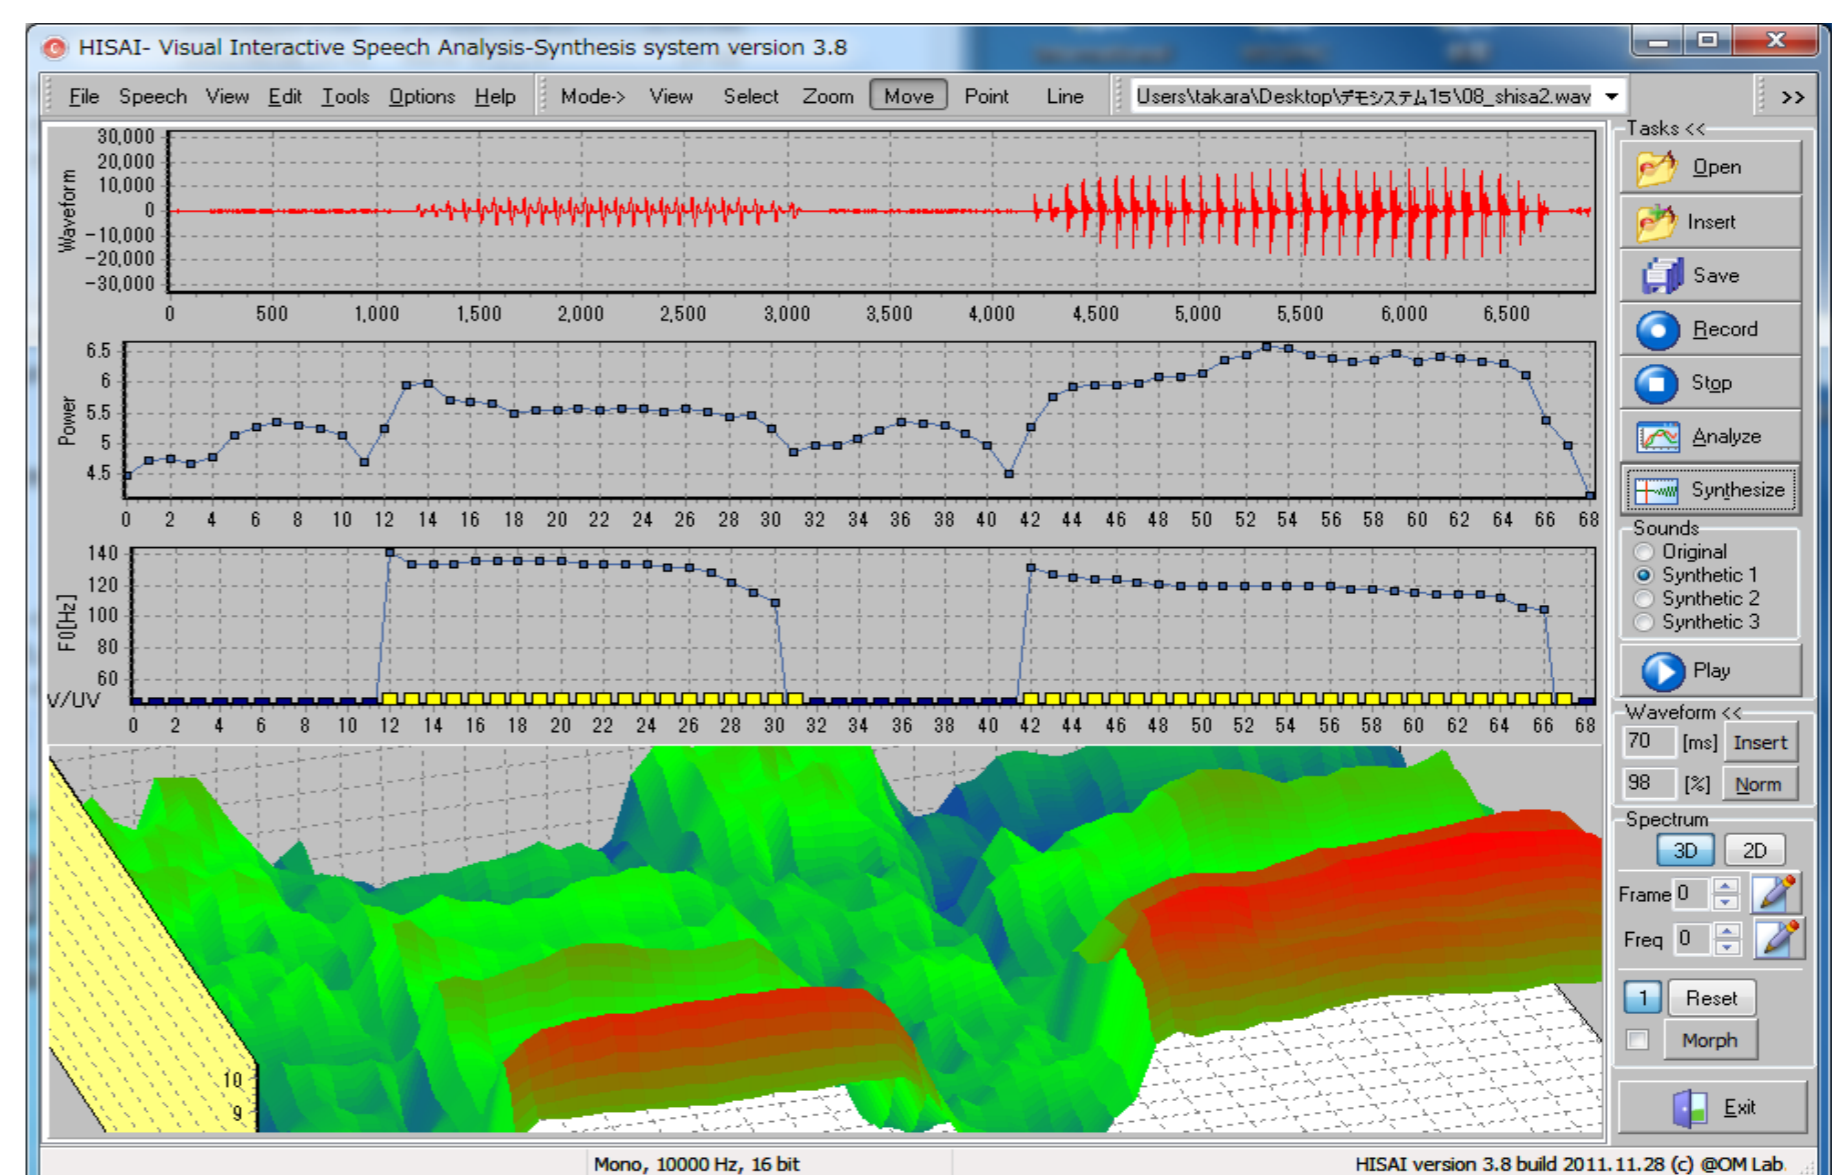 HISAI- Visual Interactive Speech Analysis-Synthesis system version 3.8
File Speech View Edit Tools Options Help Mode-> View Select Zoom Move Point Line Users\takara\Desktop\デモシステム15\08_shisa2.wav >>
Waveform
30,000
20,000
10,000
0
-10,000
-20,000
-30,000
0 500 1,000 1,500 2,000 2,500 3,000 3,500 4,000 4,500 5,000 5,500 6,000 6,500
Power
6.5
6
5.5
5
4.5
0 2 4 6 8 10 12 14 16 18 20 22 24 26 28 30 32 34 36 38 40 42 44 46 48 50 52 54 56 58 60 62 64 66 68
F0[Hz]
140
120
100
80
60
V/UV
0 2 4 6 8 10 12 14 16 18 20 22 24 26 28 30 32 34 36 38 40 42 44 46 48 50 52 54 56 58 60 62 64 66 68
10
9
Tasks <<
Open
Insert
Save
Record
Stop
Analyze
Synthesize
Sounds
Original
Synthetic 1
Synthetic 2
Synthetic 3
Play
Waveform <<
70 [ms] Insert
98 [%] Norm
Spectrum
3D 2D
Frame 0
Freq 0
1 Reset
Morph
Exit
Mono, 10000 Hz, 16 bit
HISAI version 3.8 build 2011.11.28 (c) @OM Lab.